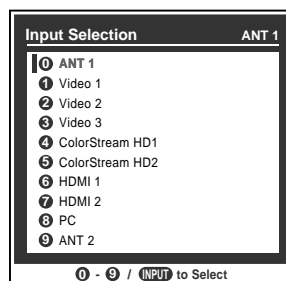 Input Selection ANT 1
0 ANT 1
1 Video 1
2 Video 2
3 Video 3
4 ColorStream HD1
5 ColorStream HD2
6 HDMI 1
7 HDMI 2
8 PC
9 ANT 2
0 - 9 / INPUT to Select